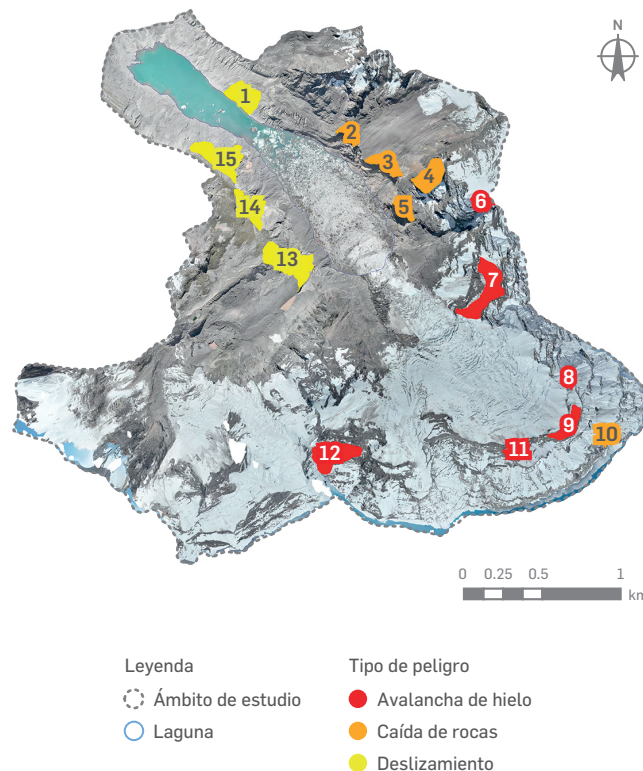 N
1
2
3
4
15
5
6
14
13
7
8
9
10
11
12
0 0.25 0.5 1
km
Leyenda
Ámbito de estudio
Laguna
Tipo de peligro
Avalancha de hielo
Caída de rocas
Deslizamiento